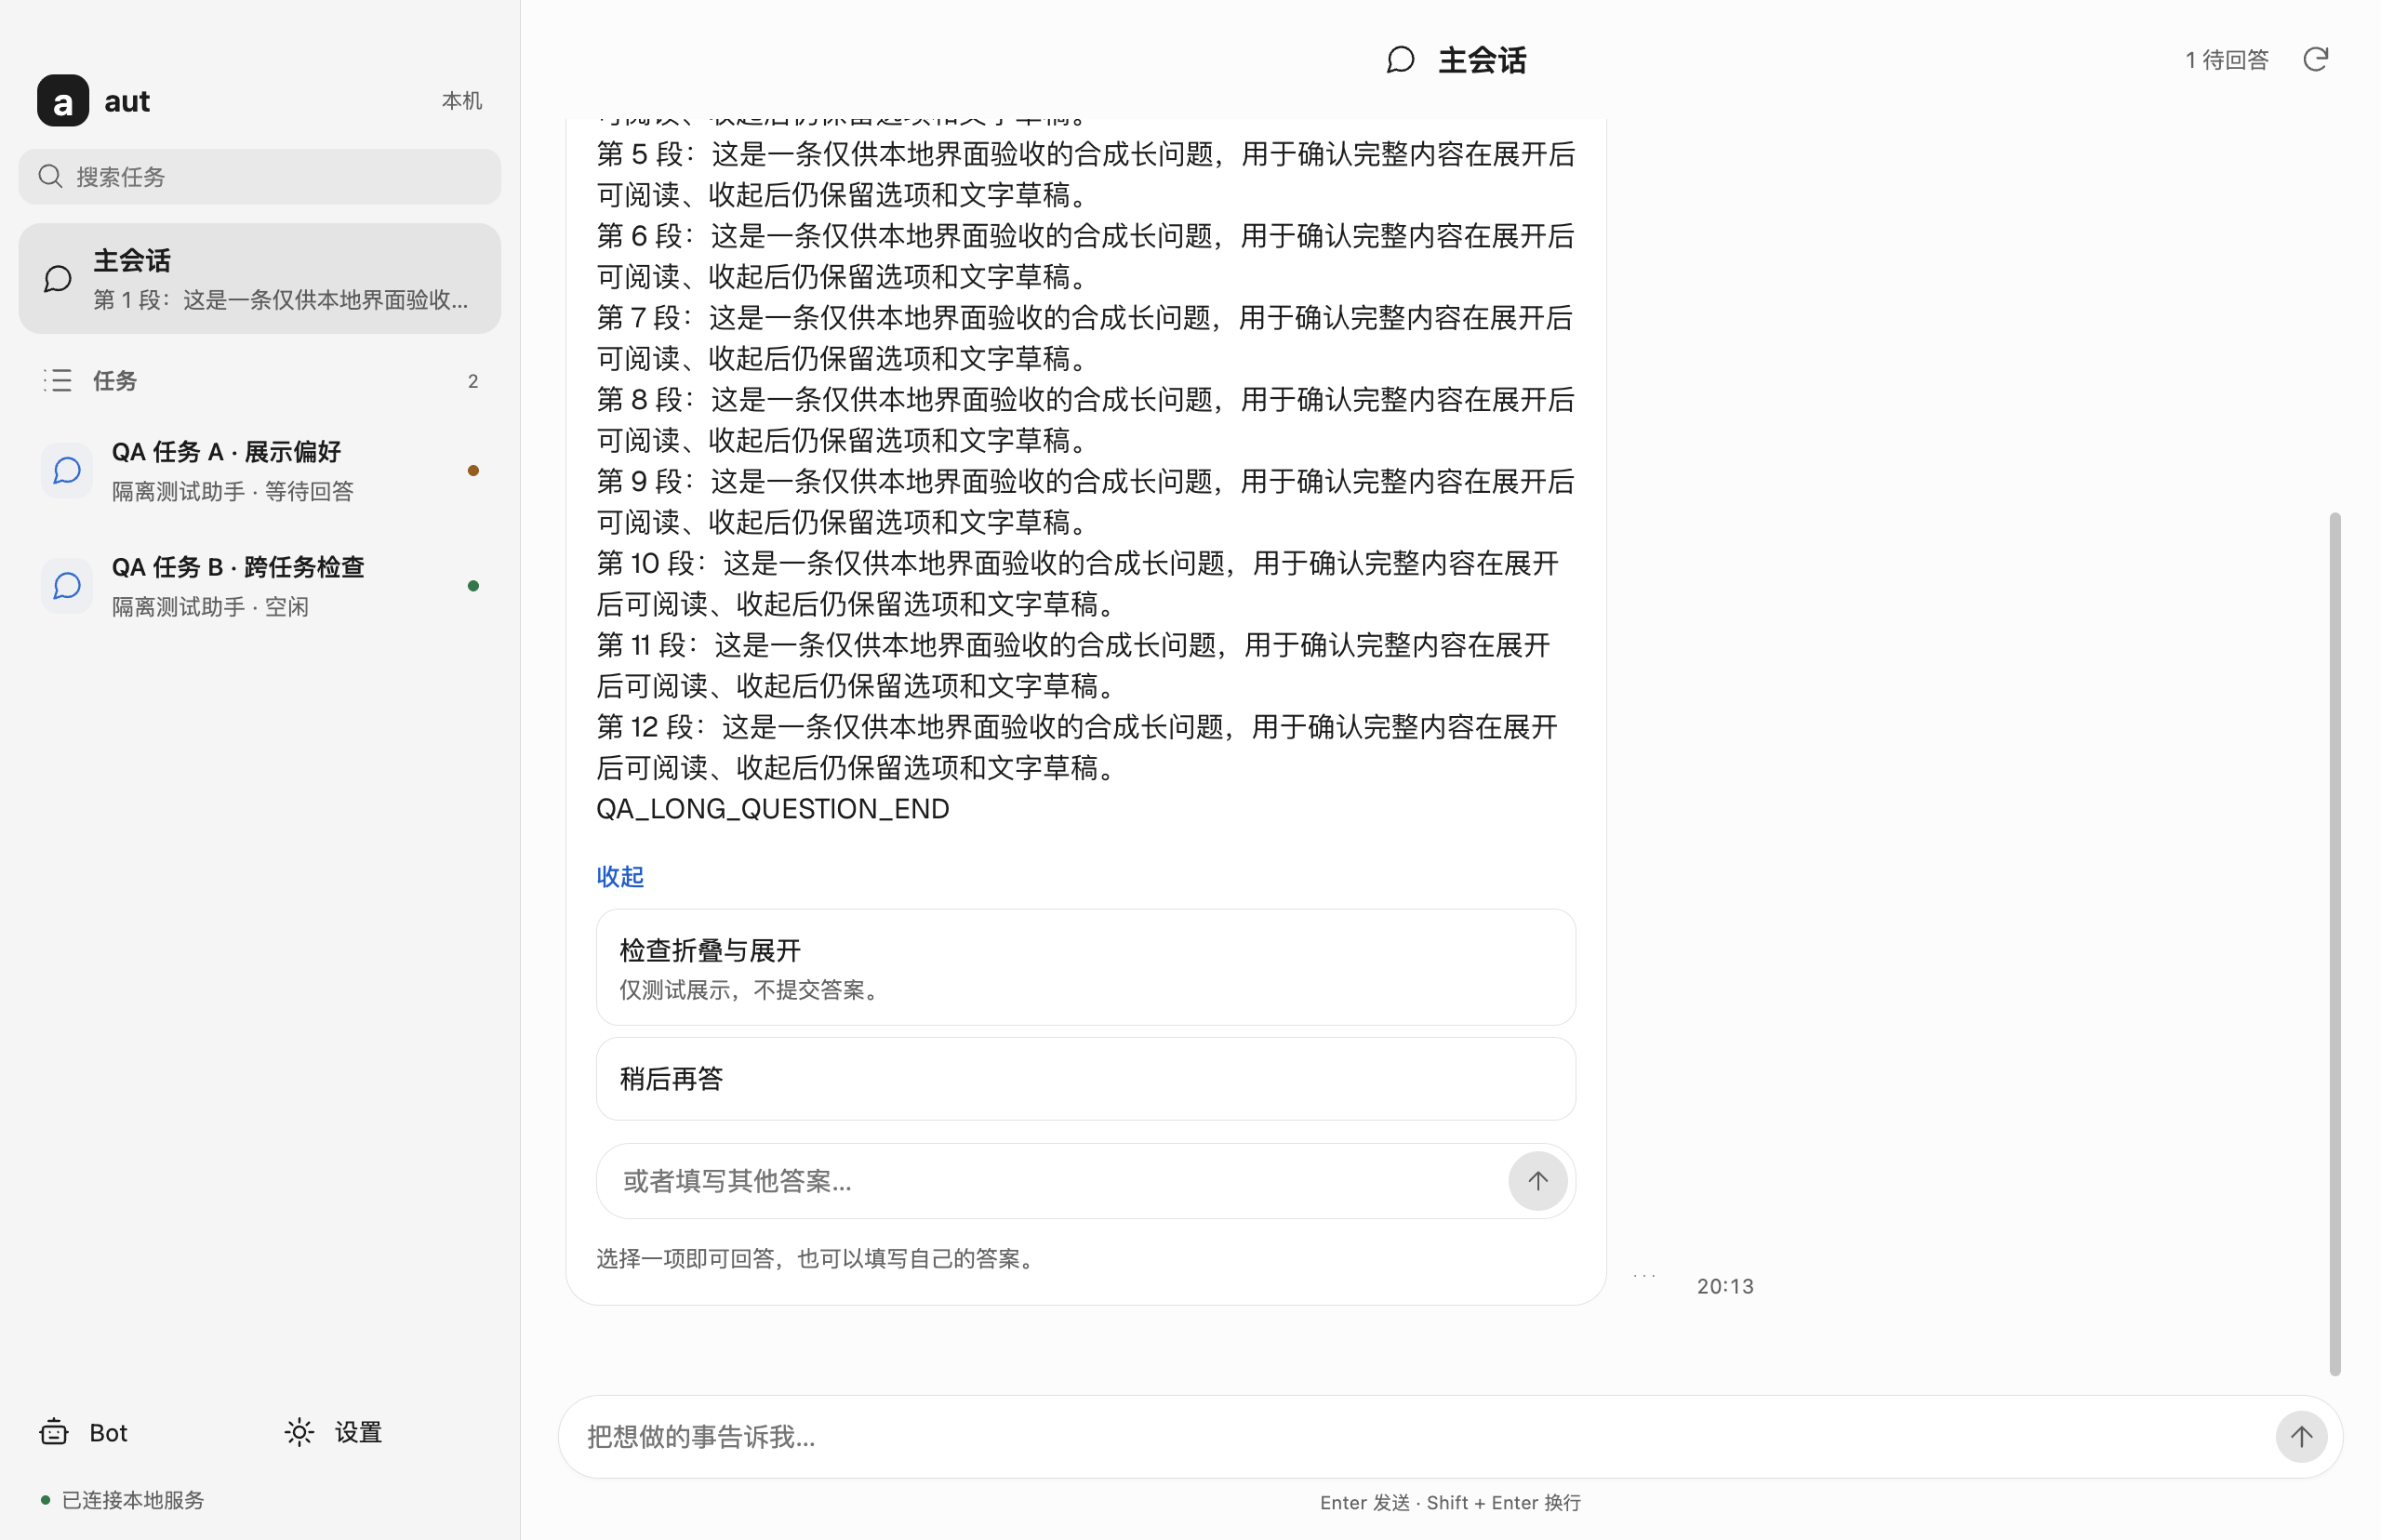 a aut
本机
搜索任务
主会话
第 1 段：这是一条仅供本地界面验收...
任务
2
QA 任务 A · 展示偏好
隔离测试助手 · 等待回答
QA 任务 B · 跨任务检查
隔离测试助手 · 空闲
Bot
设置
已连接本地服务
主会话
1 待回答
可阅读、收起后仍保留选项和文字草稿。
第 5 段：这是一条仅供本地界面验收的合成长问题，用于确认完整内容在展开后
可阅读、收起后仍保留选项和文字草稿。
第 6 段：这是一条仅供本地界面验收的合成长问题，用于确认完整内容在展开后
可阅读、收起后仍保留选项和文字草稿。
第 7 段：这是一条仅供本地界面验收的合成长问题，用于确认完整内容在展开后
可阅读、收起后仍保留选项和文字草稿。
第 8 段：这是一条仅供本地界面验收的合成长问题，用于确认完整内容在展开后
可阅读、收起后仍保留选项和文字草稿。
第 9 段：这是一条仅供本地界面验收的合成长问题，用于确认完整内容在展开后
可阅读、收起后仍保留选项和文字草稿。
第 10 段：这是一条仅供本地界面验收的合成长问题，用于确认完整内容在展开
后可阅读、收起后仍保留选项和文字草稿。
第 11 段：这是一条仅供本地界面验收的合成长问题，用于确认完整内容在展开
后可阅读、收起后仍保留选项和文字草稿。
第 12 段：这是一条仅供本地界面验收的合成长问题，用于确认完整内容在展开
后可阅读、收起后仍保留选项和文字草稿。
QA_LONG_QUESTION_END
收起
检查折叠与展开
仅测试展示，不提交答案。
稍后再答
或者填写其他答案...
选择一项即可回答，也可以填写自己的答案。
...
20:13
把想做的事告诉我...
Enter 发送 · Shift + Enter 换行